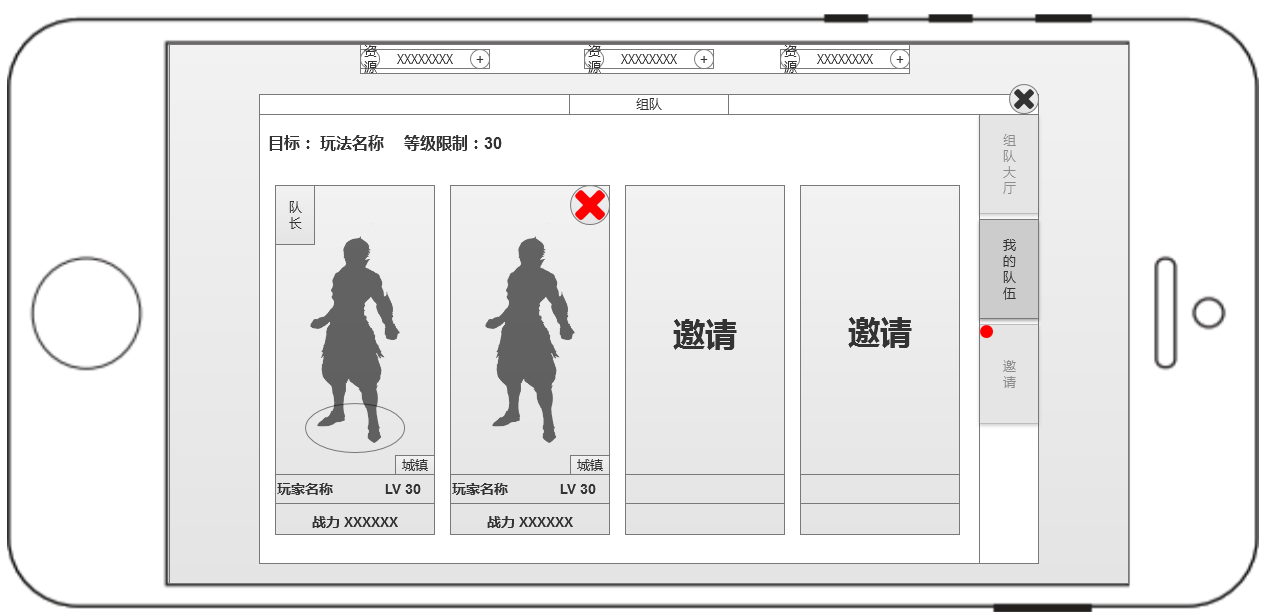 资源 XXXXXXXX + 资源 XXXXXXXX + 资源 XXXXXXXX +
组队
目标： 玩法名称 等级限制：30
组队大厅
队长
我的队伍
邀请
邀请
邀请
城镇
城镇
玩家名称 LV 30
玩家名称 LV 30
战力 XXXXXX
战力 XXXXXX